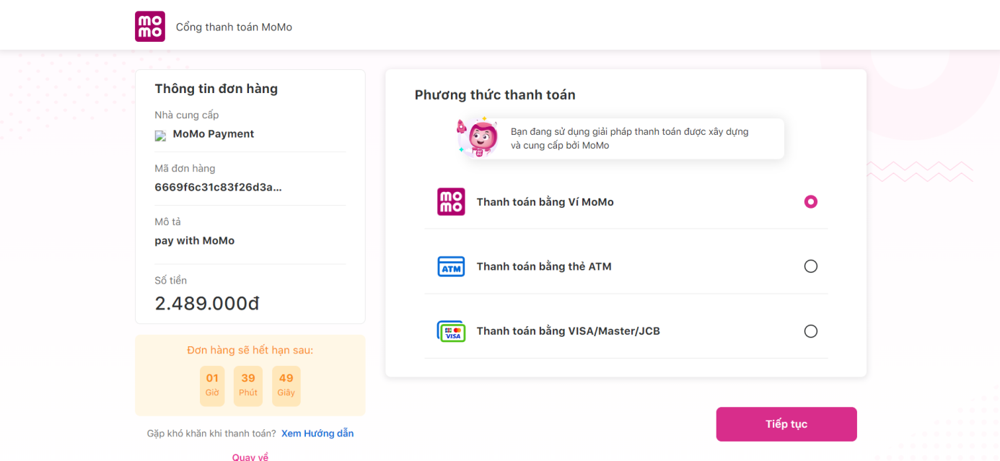 mo
mo
Cổng thanh toán MoMo
Thông tin đơn hàng
Nhà cung cấp
MoMo Payment
Mã đơn hàng
6669f6c31c83f26d3a...
Mô tả
pay with MoMo
Số tiền
2.489.000đ
Đơn hàng sẽ hết hạn sau:
01 39 49
Giờ Phút Giây
Gặp khó khăn khi thanh toán? Xem Hướng dẫn
Quay về
Phương thức thanh toán
Bạn đang sử dụng giải pháp thanh toán được xây dựng
và cung cấp bởi MoMo
mo
mo
Thanh toán bằng Ví MoMo
ATM
Thanh toán bằng thẻ ATM
VISA
Thanh toán bằng VISA/Master/JCB
Tiếp tục